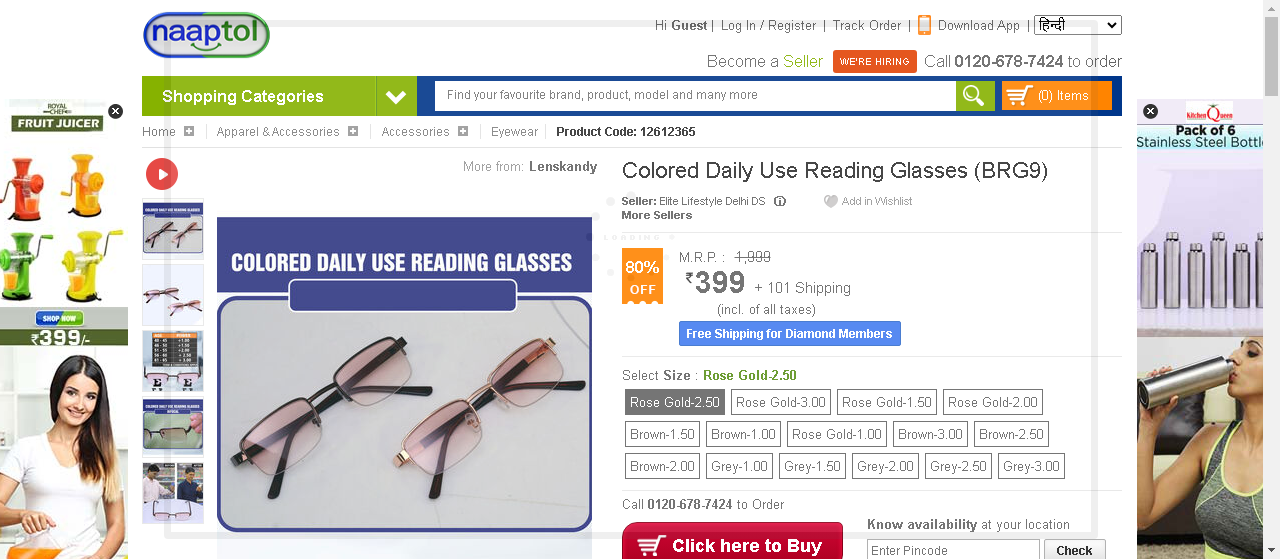 naaptol
Hi Guest | Log In / Register | Track Order | Download App | हिन्दी
Become a Seller WE'RE HIRING Call 0120-678-7424 to order
Shopping Categories
Find your favourite brand, product, model and many more
(0) Items
Home Apparel & Accessories Accessories Eyewear Product Code: 12612365
ROYAL CHEF
FRUIT JUICER
SHOP NOW
₹399/-
Kitchen Queen
Pack of 6
Stainless Steel Bottle
More from: Lenskandy
COLORED DAILY USE READING GLASSES
COLORED DAILY USE READING GLASSES
Colored Daily Use Reading Glasses (BRG9)
Seller: Elite Lifestyle Delhi DS Add in Wishlist
More Sellers
LOADING
80%
OFF
M.R.P. : 1,999
₹399 + 101 Shipping
(incl. of all taxes)
Free Shipping for Diamond Members
Select Size : Rose Gold-2.50
Rose Gold-2.50 Rose Gold-3.00 Rose Gold-1.50 Rose Gold-2.00
Brown-1.50 Brown-1.00 Rose Gold-1.00 Brown-3.00 Brown-2.50
Brown-2.00 Grey-1.00 Grey-1.50 Grey-2.00 Grey-2.50 Grey-3.00
Call 0120-678-7424 to Order
Click here to Buy
Know availability at your location
Enter Pincode Check